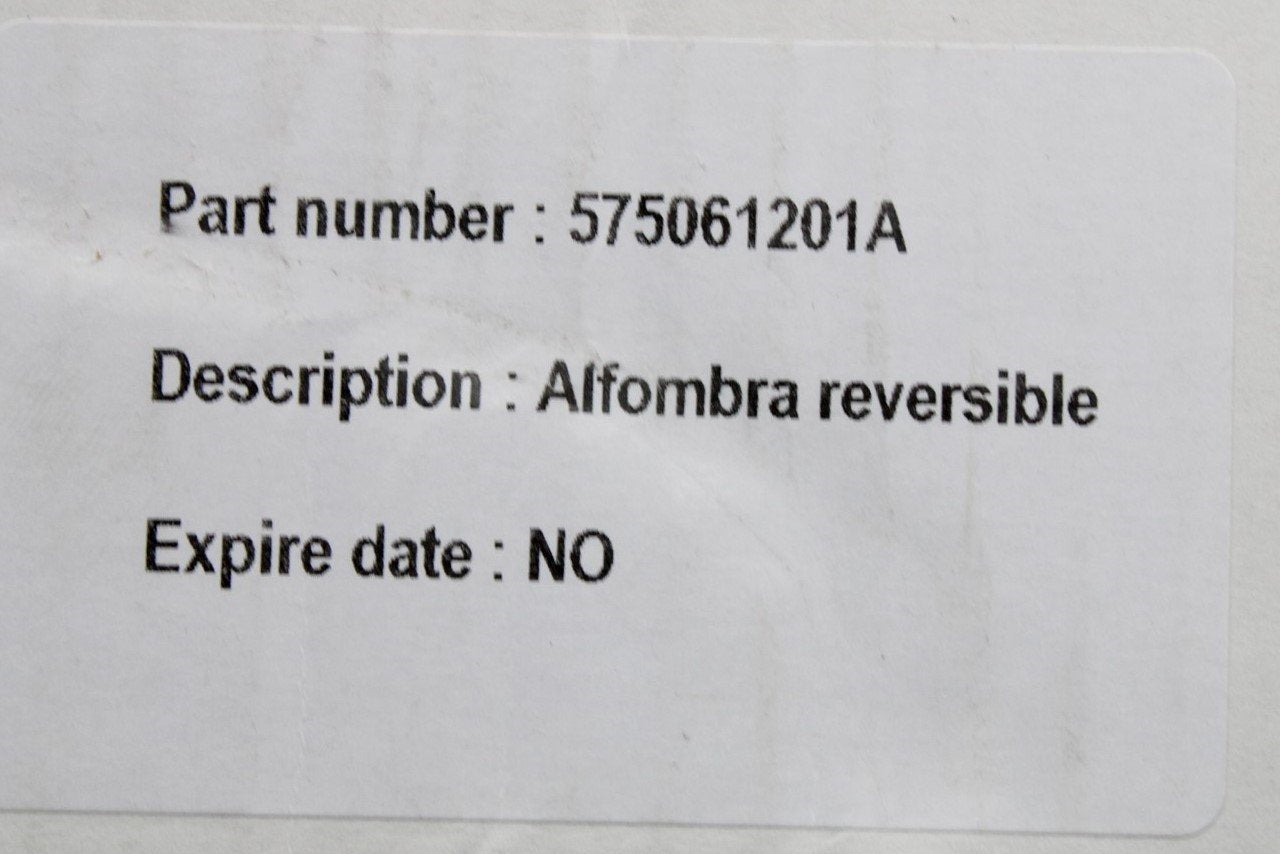 Part number : 575061201A
Description : Alfombra reversible
Expire date : NO